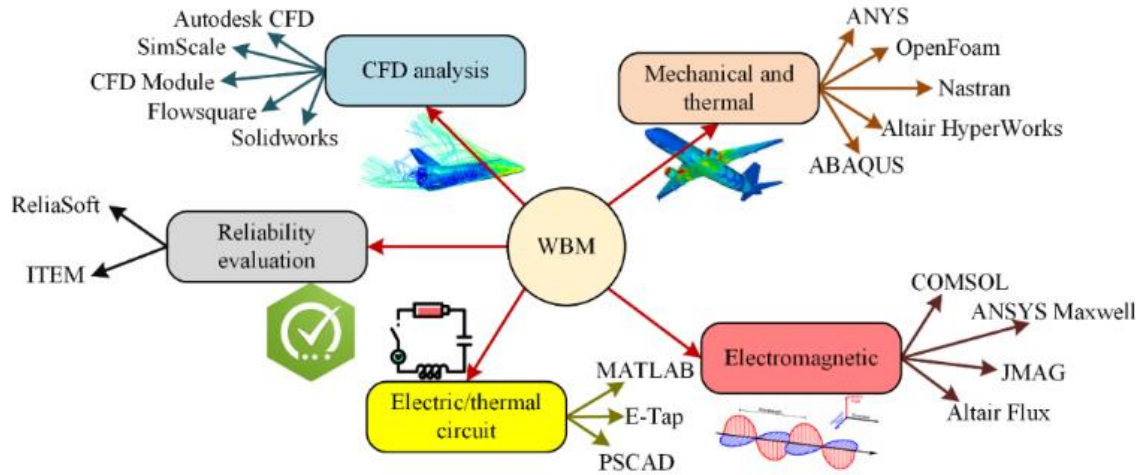 Autodesk CFD
SimScale
CFD Module
Flowsquare
Solidworks
CFD analysis
Mechanical and
thermal
ANYS
OpenFoam
Nastran
Altair HyperWorks
ABAQUS
ReliaSoft
ITEM
Reliability
evaluation
WBM
Electric/thermal
circuit
MATLAB
E-Tap
PSCAD
Electromagnetic
COMSOL
ANSYS Maxwell
JMAG
Altair Flux